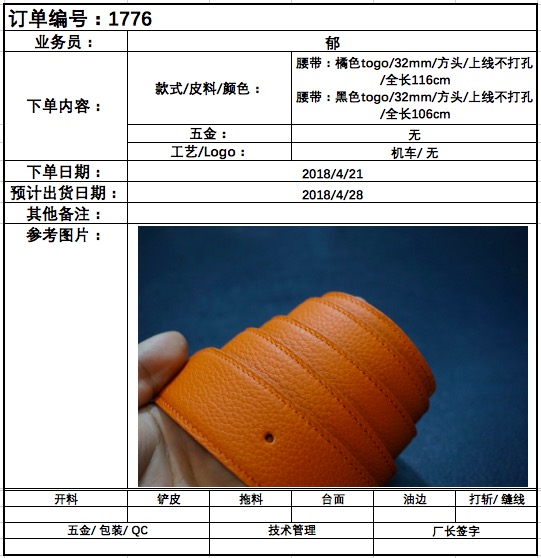 订单编号：1776
业务员：
郁
下单内容：
款式/皮料/颜色：
腰带：橘色togo/32mm/方头/上线不打孔
/全长116cm
腰带：黑色togo/32mm/方头/上线不打孔
/全长106cm
五金：
无
工艺/Logo：
机车/ 无
下单日期：
2018/4/21
预计出货日期：
2018/4/28
其他备注：
参考图片：
开料
铲皮
拖料
台面
油边
打斩/ 缝线
五金/ 包装/ QC
技术管理
厂长签字